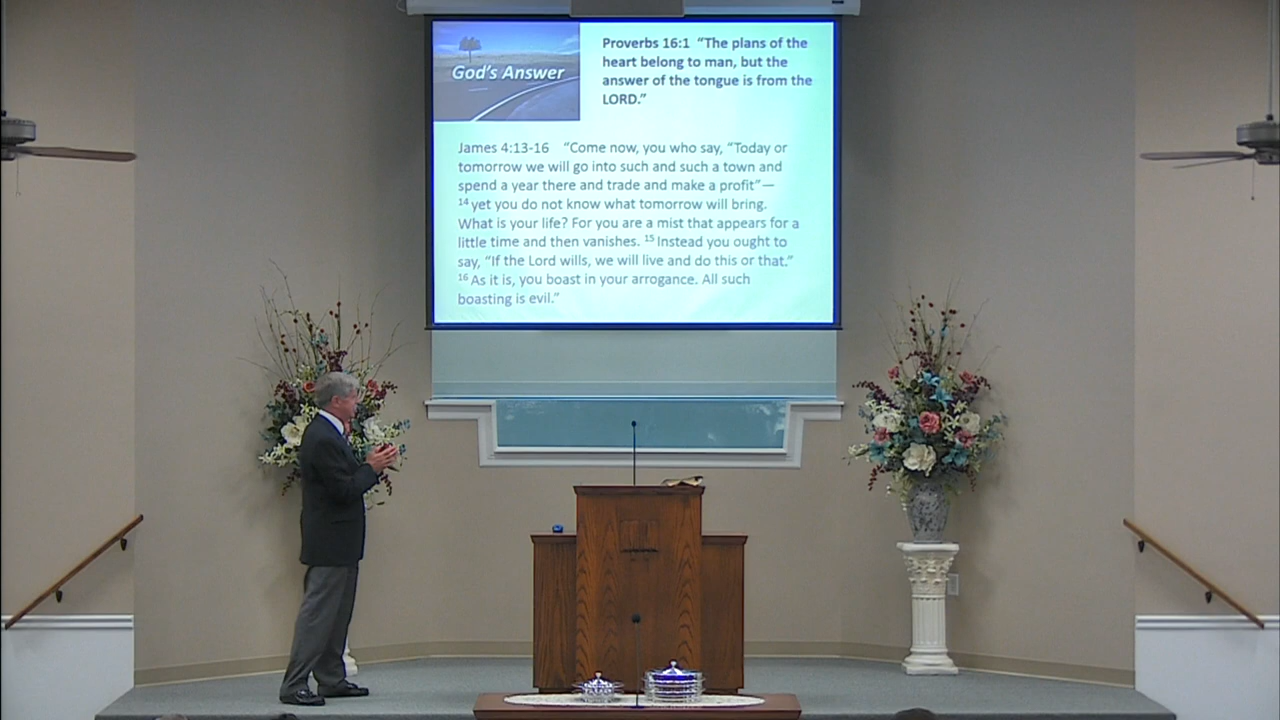 God's Answer
Proverbs 16:1 “The plans of the
heart belong to man, but the
answer of the tongue is from the
LORD.”
James 4:13-16 “Come now, you who say, “Today or
tomorrow we will go into such and such a town and
spend a year there and trade and make a profit”—
14 yet you do not know what tomorrow will bring.
What is your life? For you are a mist that appears for a
little time and then vanishes. 15 Instead you ought to
say, “If the Lord wills, we will live and do this or that.”
16 As it is, you boast in your arrogance. All such
boasting is evil.”